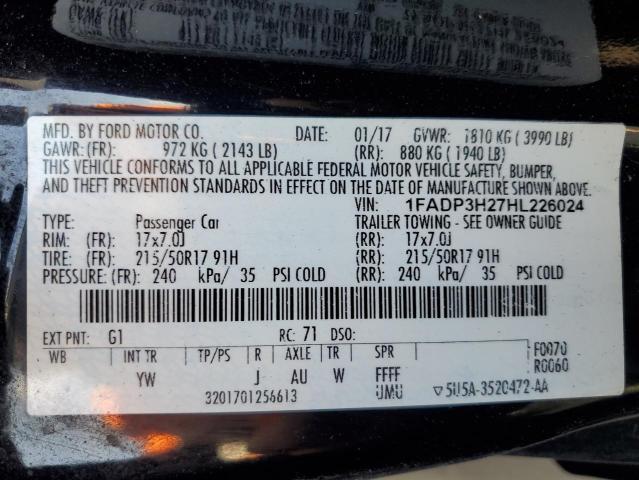 MFD. BY FORD MOTOR CO. DATE: 01/17 GVWR: 1810 KG ( 3990 LB)
GAWR: (FR): 972 KG ( 2143 LB) (RR): 880 KG ( 1940 LB)
THIS VEHICLE CONFORMS TO ALL APPLICABLE FEDERAL MOTOR VEHICLE SAFETY, BUMPER,
AND THEFT PREVENTION STANDARDS IN EFFECT ON THE DATE OF MANUFACTURE SHOWN ABOVE.
VIN: 1FADP3H27HL226024
TYPE: Passenger Car TRAILER TOWING - SEE OWNER GUIDE
RIM: (FR): 17x7.0J (RR): 17x7.0J
TIRE: (FR): 215/50R17 91H (RR): 215/50R17 91H
PRESSURE: (FR): 240 kPa/ 35 PSI COLD (RR): 240 kPa/ 35 PSI COLD
EXT PNT: G1 RC: 71 DSO:
WB INT TR TP/PS R AXLE TR SPR F0070
YW J AU W FFFF R0060
3201701256613 UMU ▽5U5A-3520472-AA